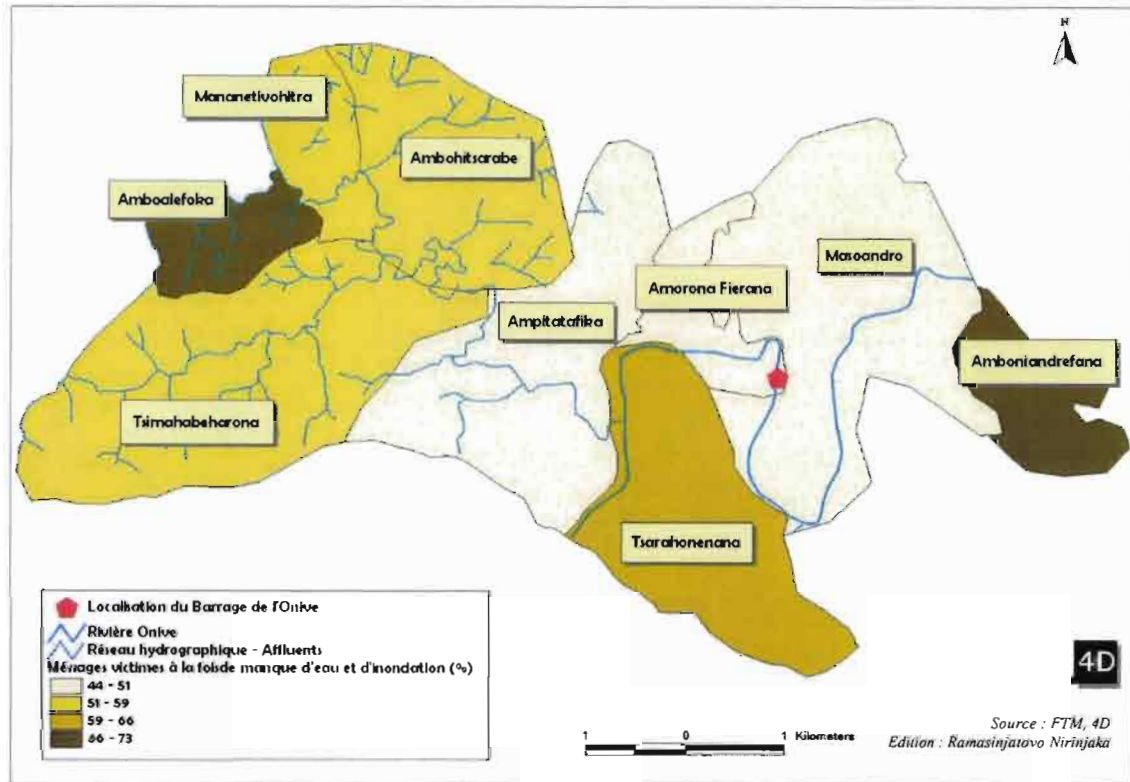 N
Mananetivohitra
Ambohitsarabe
Amboalefoka
Masoandro
Amorona Fierana
Ampitatafika
Amboniandrefana
Tsimahabeharona
Tsarahonenana
Localisation du Barrage de l'Onive
Rivière Onive
Réseau hydrographique - Affluents
Ménages victimes à la foisde manque d'eau et d'inondation (%)
44 - 51
51 - 59
59 - 66
66 - 73
1 0 1 Kilometers
4D
Source : FTM, 4D
Edition : Ramasinjatovo Nirinjaka